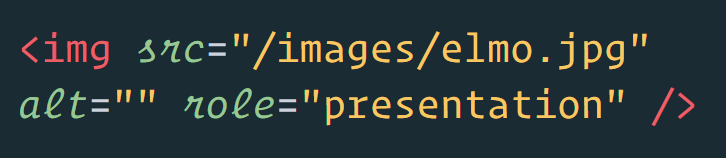 <img src="/images/elmo.jpg"
alt="" role="presentation" />